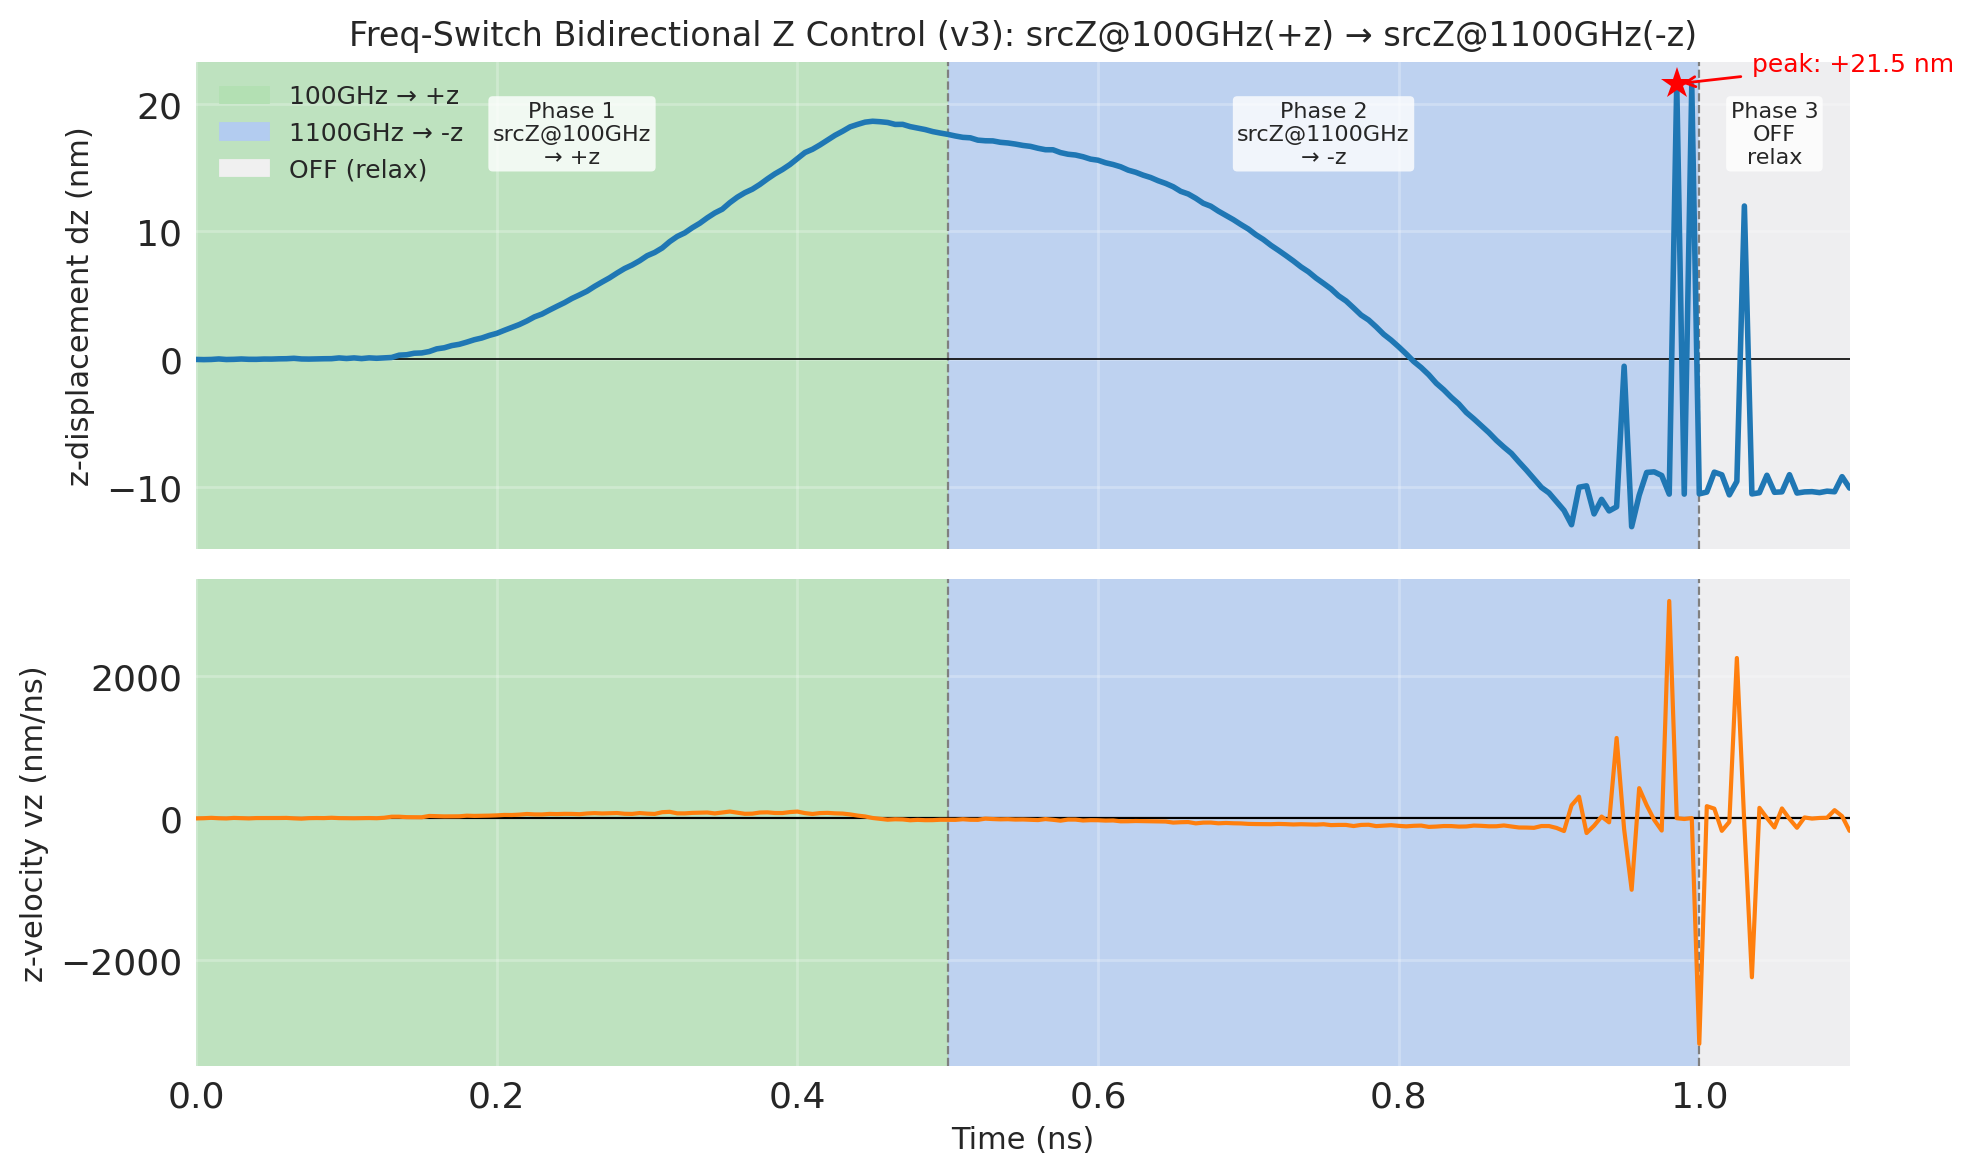 Freq-Switch Bidirectional Z Control (v3): srcZ@100GHz(+z) → srcZ@1100GHz(-z)
peak: +21.5 nm
100GHz → +z
1100GHz → -z
OFF (relax)
Phase 1
srcZ@100GHz
→ +z
Phase 2
srcZ@1100GHz
→ -z
Phase 3
OFF
relax
z-displacement dz (nm)
20
10
0
−10
z-velocity vz (nm/ns)
2000
0
−2000
0.0 0.2 0.4 0.6 0.8 1.0
Time (ns)